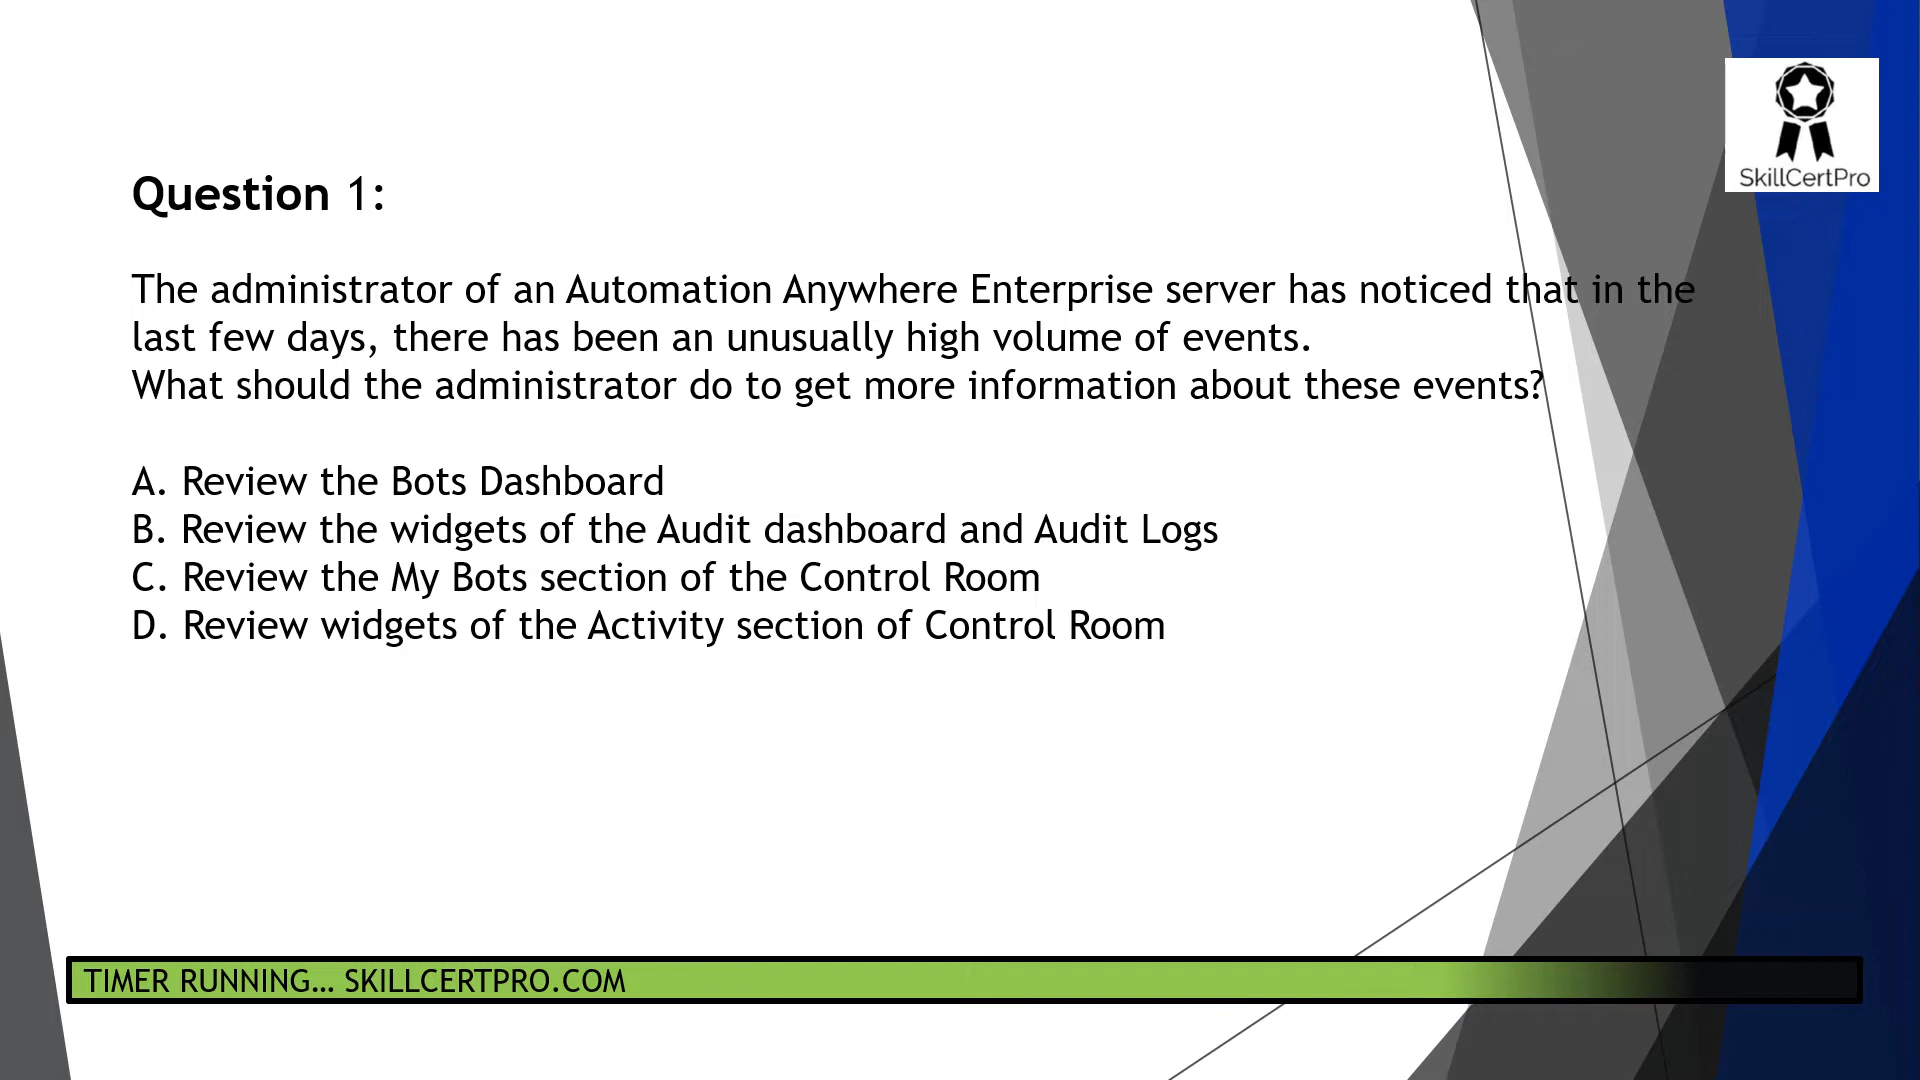 SkillCertPro
Question 1:
The administrator of an Automation Anywhere Enterprise server has noticed that in the
last few days, there has been an unusually high volume of events.
What should the administrator do to get more information about these events?
A. Review the Bots Dashboard
B. Review the widgets of the Audit dashboard and Audit Logs
C. Review the My Bots section of the Control Room
D. Review widgets of the Activity section of Control Room
TIMER RUNNING… SKILLCERTPRO.COM